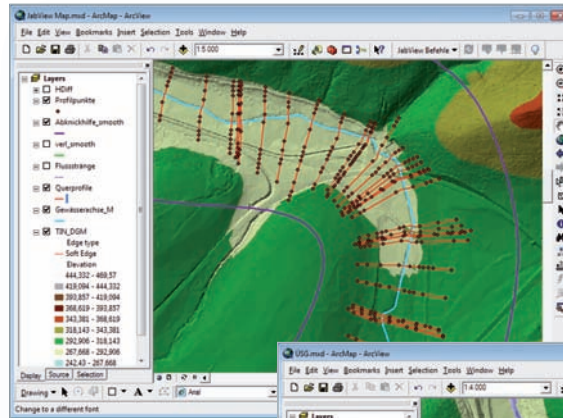 JabView Map.mxd - ArcMap - ArcView
File Edit View Bookmarks Insert Selection Tools Window Help
1:5 000
JabView Befehle
Layers
HDiff
Profilpunkte
Abknickhilfe_smooth
verl_smooth
Flussstränge
Querprofile
Gewässerachse_M
TIN_DGM
Edge type
Soft Edge
Elevation
444,332 - 469,57
419,094 - 444,332
393,857 - 419,094
368,619 - 393,857
343,381 - 368,619
318,143 - 343,381
292,906 - 318,143
267,668 - 292,906
242,43 - 267,668
Display Source Selection
Drawing
A
Arial
Change to a different font
ÜSG.mxd - ArcMap - ArcView
File Edit View Bookmarks Insert Selection Tools Window Help
1:4 000
Layers